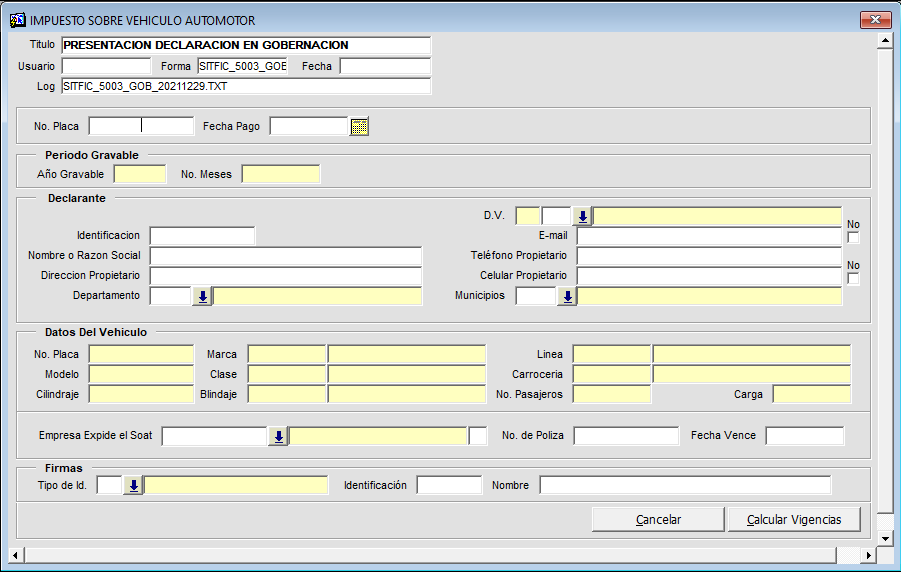 IMPUESTO SOBRE VEHICULO AUTOMOTOR
Titulo PRESENTACION DECLARACION EN GOBERNACION
Usuario Forma SITFIC_5003_GOB Fecha
Log SITFIC_5003_GOB_20211229.TXT
No. Placa Fecha Pago
Periodo Gravable
Año Gravable No. Meses
Declarante
D.V.
No
Identificacion E-mail
Nombre o Razon Social Teléfono Propietario
No
Direccion Propietario Celular Propietario
Departamento Municipios
Datos Del Vehiculo
No. Placa Marca Linea
Modelo Clase Carroceria
Cilindraje Blindaje No. Pasajeros Carga
Empresa Expide el Soat No. de Poliza Fecha Vence
Firmas
Tipo de Id. Identificación Nombre
Cancelar Calcular Vigencias